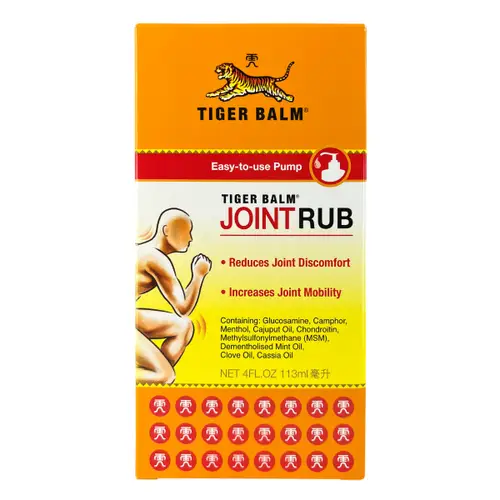 TIGER BALM®
Easy-to-use Pump
TIGER BALM®
JOINT RUB
• Reduces Joint Discomfort
• Increases Joint Mobility
Containing: Glucosamine, Camphor,
Menthol, Cajuput Oil, Chondroitin,
Methylsulfonylmethane (MSM),
Dementholised Mint Oil,
Clove Oil, Cassia Oil
NET 4FL.OZ 113ml 毫升